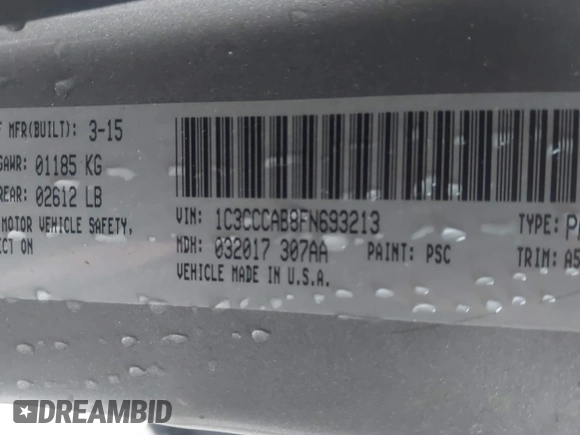 F MFR(BUILT): 3-15
GAWR: 01185 KG
REAR: 02612 LB
MOTOR VEHICLE SAFETY,
ECT ON
VIN: 1C3CCCAB8FN693213
MDH: 032017 307AA PAINT: PSC
VEHICLE MADE IN U.S.A.
TYPE:
TRIM: A5
DREAMBID